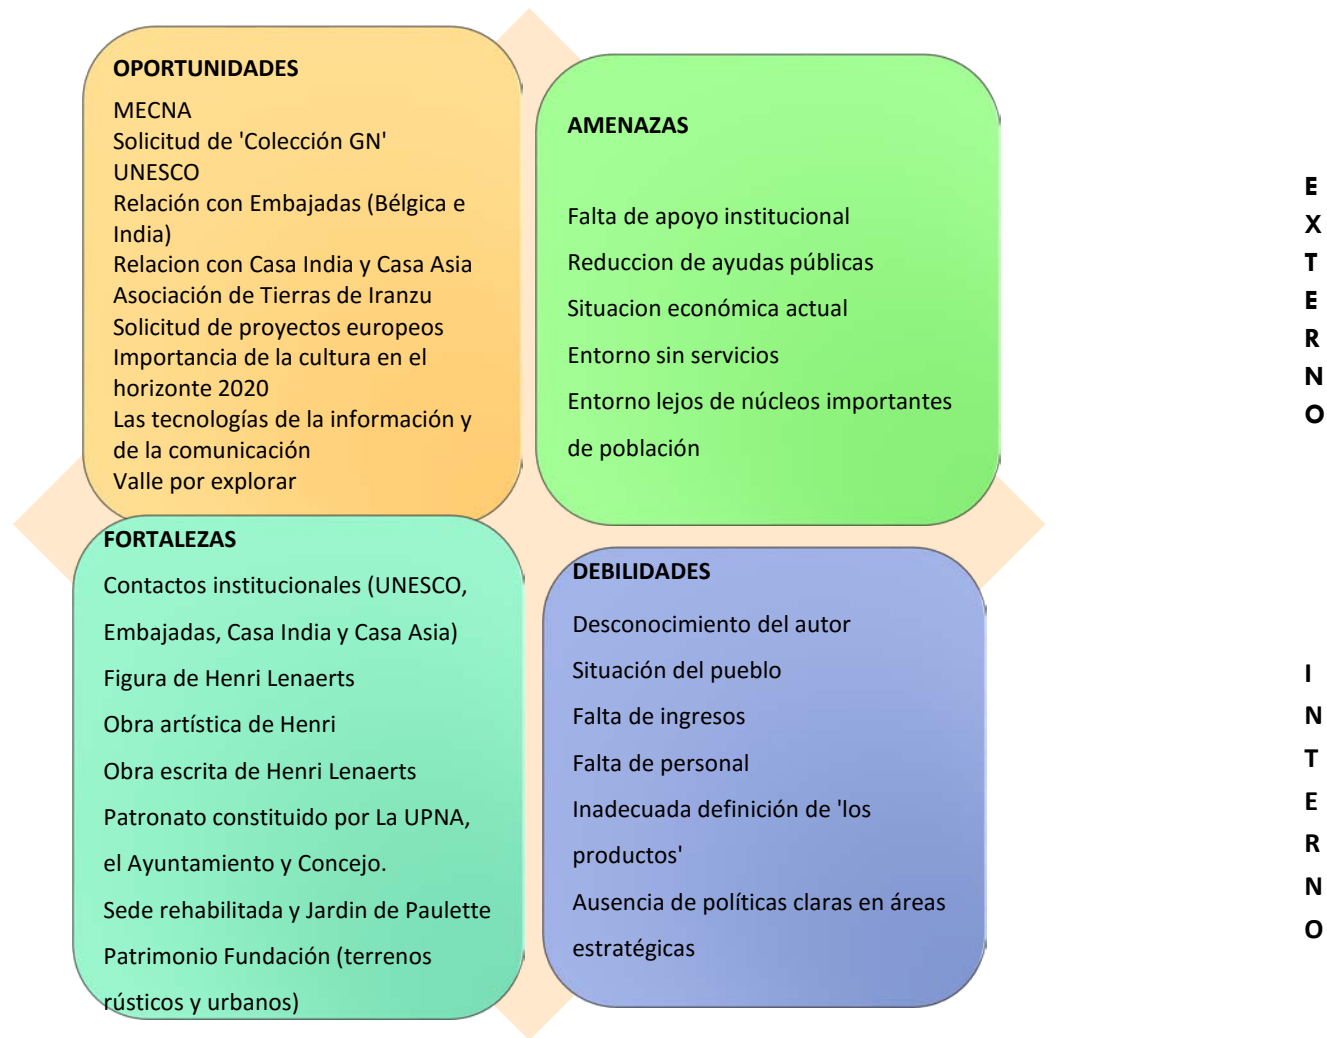 OPORTUNIDADES
MECNA
Solicitud de 'Colección GN'
UNESCO
Relación con Embajadas (Bélgica e
India)
Relacion con Casa India y Casa Asia
Asociación de Tierras de Iranzu
Solicitud de proyectos europeos
Importancia de la cultura en el
horizonte 2020
Las tecnologías de la información y
de la comunicación
Valle por explorar
AMENAZAS
Falta de apoyo institucional
Reduccion de ayudas públicas
Situacion económica actual
Entorno sin servicios
Entorno lejos de núcleos importantes
de población
E
X
T
E
R
N
O
FORTALEZAS
Contactos institucionales (UNESCO,
Embajadas, Casa India y Casa Asia)
Figura de Henri Lenaerts
Obra artística de Henri
Obra escrita de Henri Lenaerts
Patronato constituido por La UPNA,
el Ayuntamiento y Concejo.
Sede rehabilitada y Jardin de Paulette
Patrimonio Fundación (terrenos
rústicos y urbanos)
DEBILIDADES
Desconocimiento del autor
Situación del pueblo
Falta de ingresos
Falta de personal
Inadecuada definición de 'los
productos'
Ausencia de políticas claras en áreas
estratégicas
I
N
T
E
R
N
O